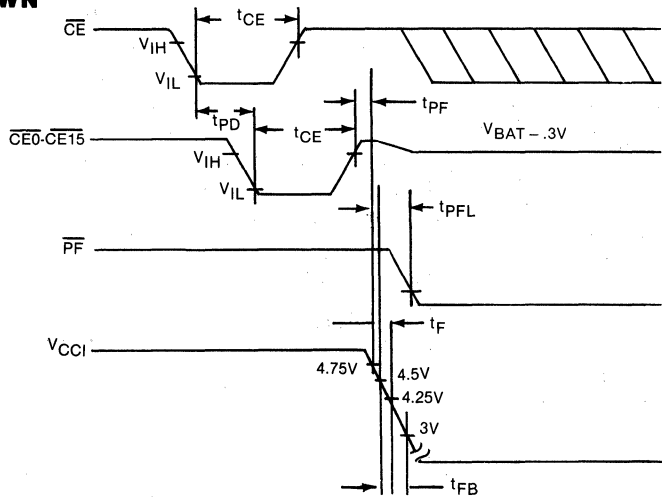 WN
CE
tCE
VIH
VIL
tPD
tCE
tPF
CE0-CE15
VIH
VIL
VBAT – .3V
tPFL
PF
tF
VCCI
4.75V
4.5V
4.25V
3V
tFB